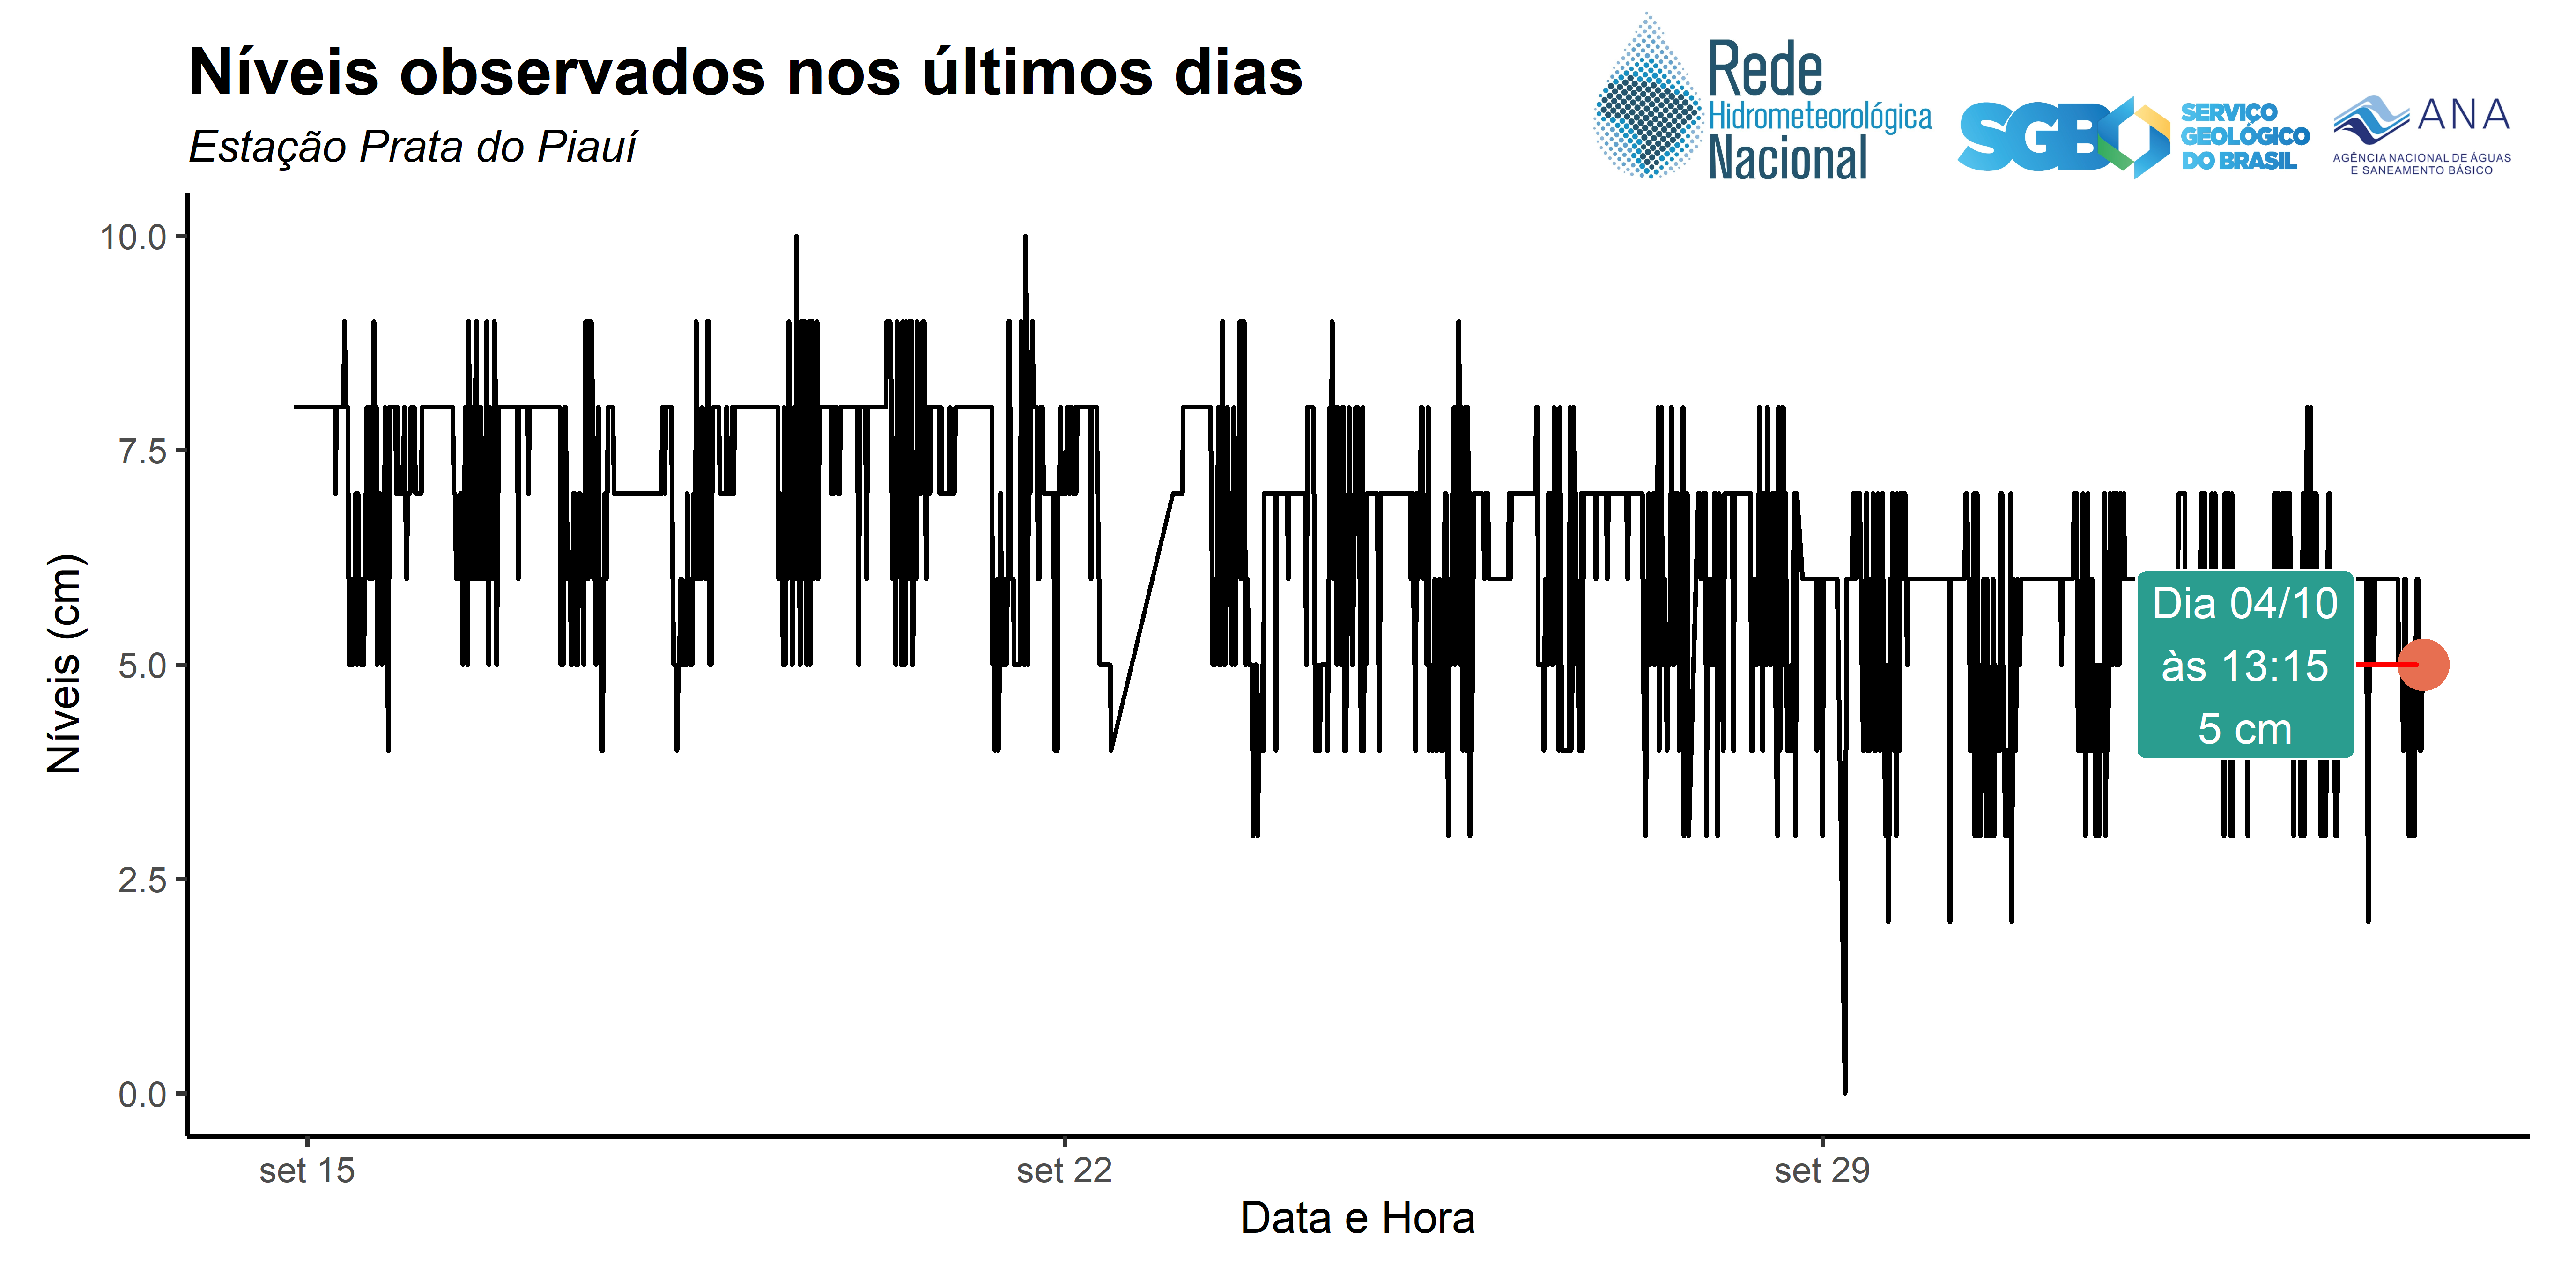 Níveis observados nos últimos dias
Estação Prata do Piauí
Rede
Hidrometeorológica
Nacional
SGB
SERVIÇO
GEOLÓGICO
DO BRASIL
ANA
AGÊNCIA NACIONAL DE ÁGUAS
E SANEAMENTO BÁSICO
Níveis (cm)
10.0
7.5
5.0
2.5
0.0
Dia 04/10
às 13:15
5 cm
set 15
set 22
set 29
Data e Hora